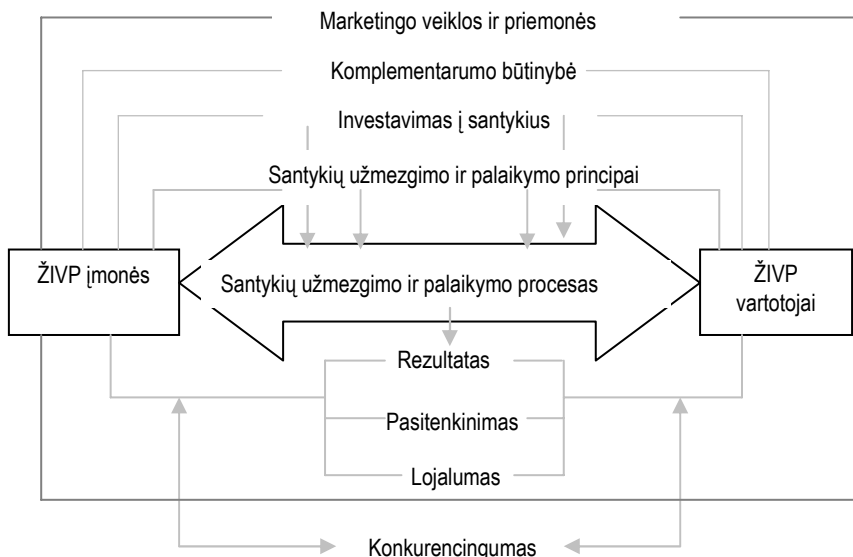 Marketingo veiklos ir priemonės
Komplementarumo būtinybė
Investavimas į santykius
Santykių užmezgimo ir palaikymo principai
ŽIVP įmonės
Santykių užmezgimo ir palaikymo procesas
ŽIVP
vartotojai
Rezultatas
Pasitenkinimas
Lojalumas
Konkurencingumas